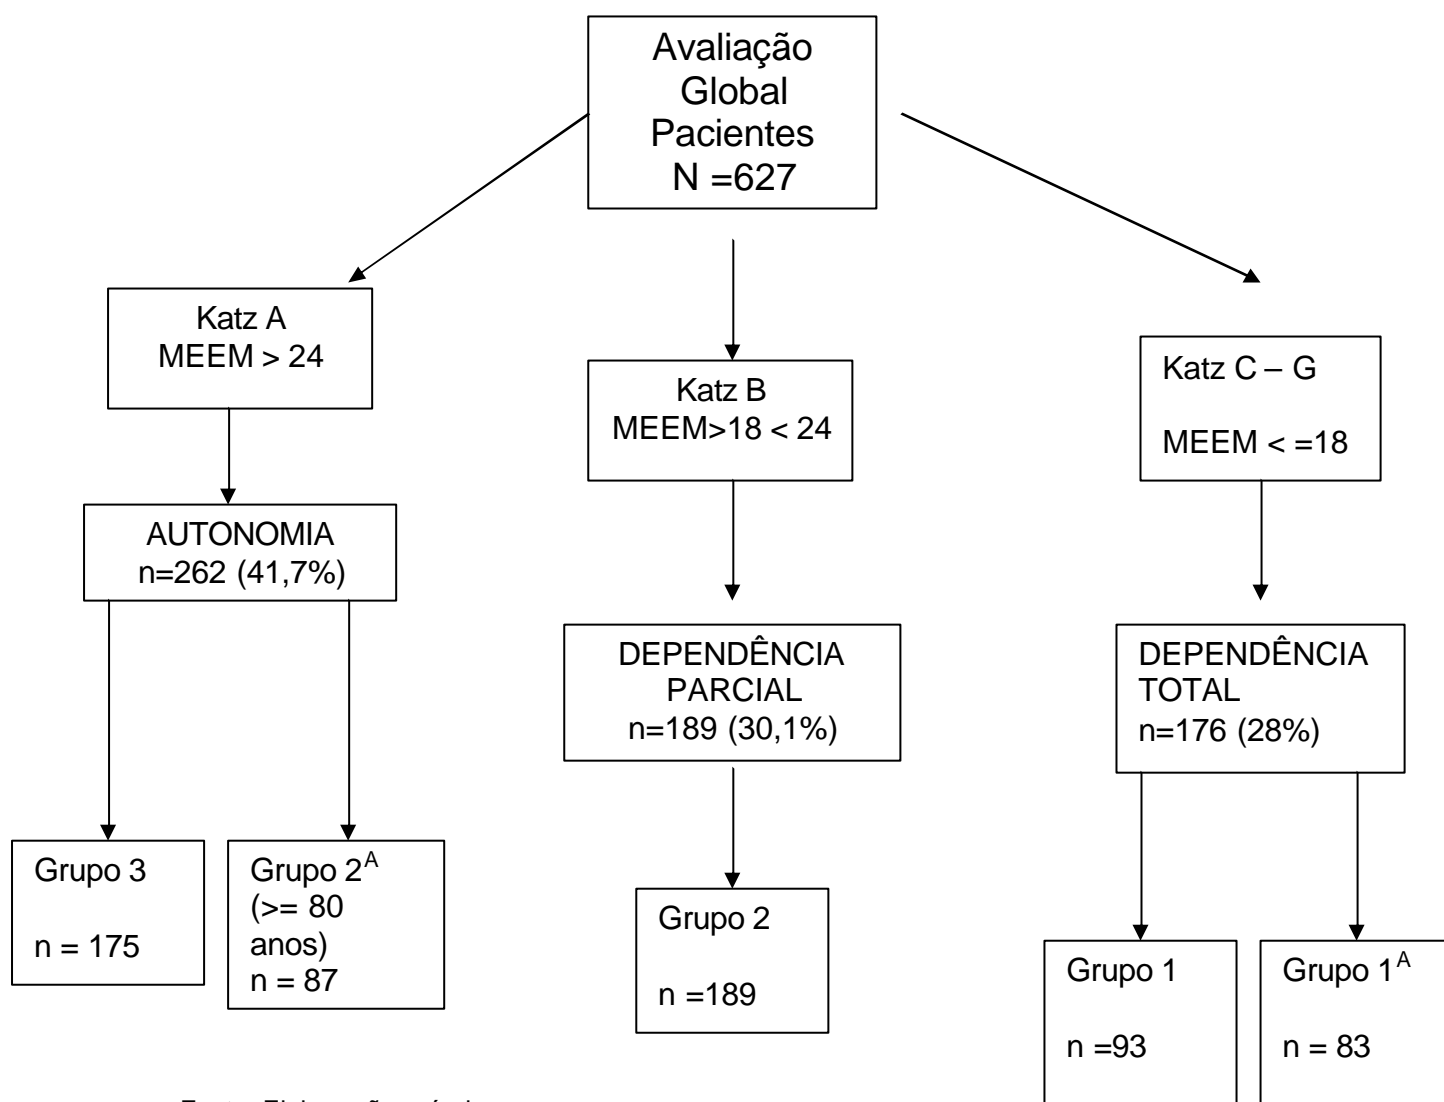 Avaliação
Global
Pacientes
N =627
Katz A
MEEM > 24
Katz B
MEEM>18 < 24
Katz C – G
MEEM < =18
AUTONOMIA
n=262 (41,7%)
DEPENDÊNCIA
PARCIAL
n=189 (30,1%)
DEPENDÊNCIA
TOTAL
n=176 (28%)
Grupo 3
n = 175
Grupo 2ᴬ
(>= 80
anos)
n = 87
Grupo 2
n =189
Grupo 1
n =93
Grupo 1ᴬ
n = 83